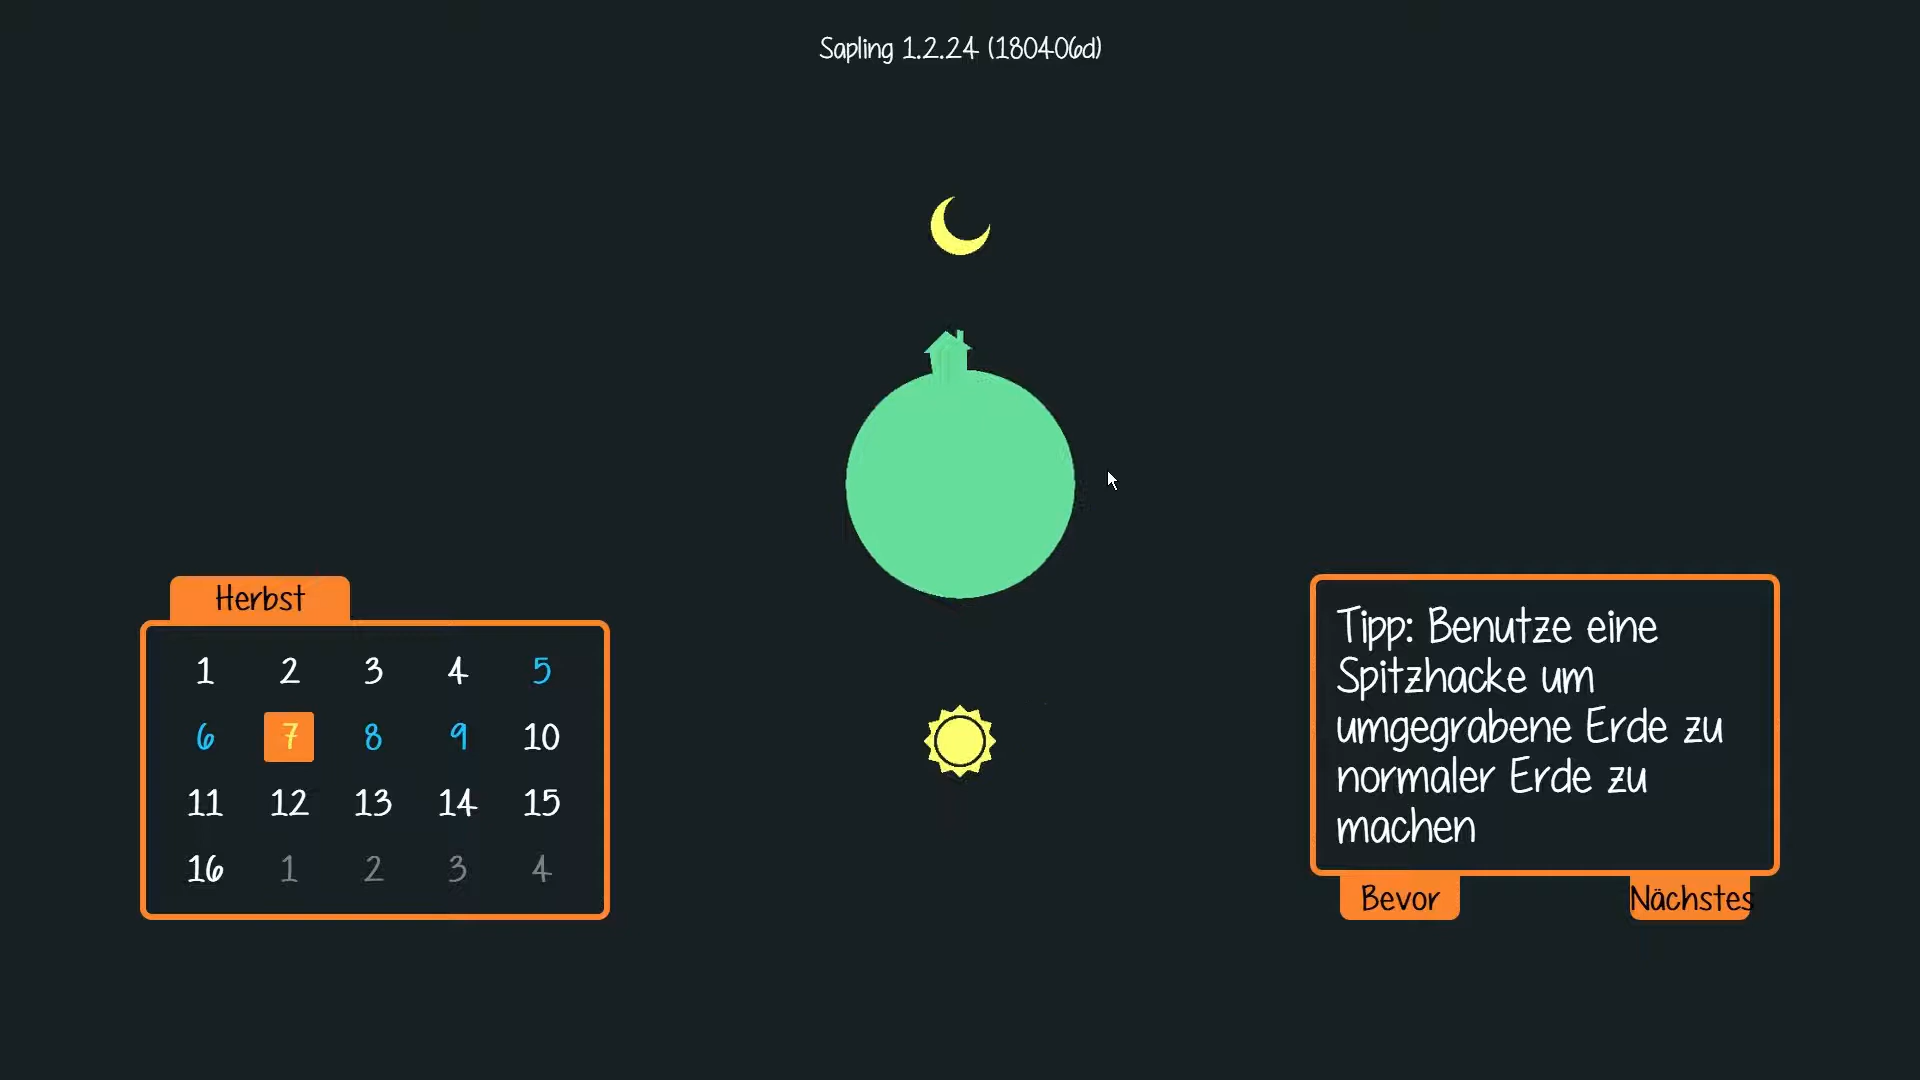 Sapling 1.2.24 (180406d)
Herbst
1 2 3 4 5
6 7 8 9 10
11 12 13 14 15
16 1 2 3 4
Tipp: Benutze eine
Spitzhacke um
umgegrabene Erde zu
normaler Erde zu
machen
Bevor
Nächstes